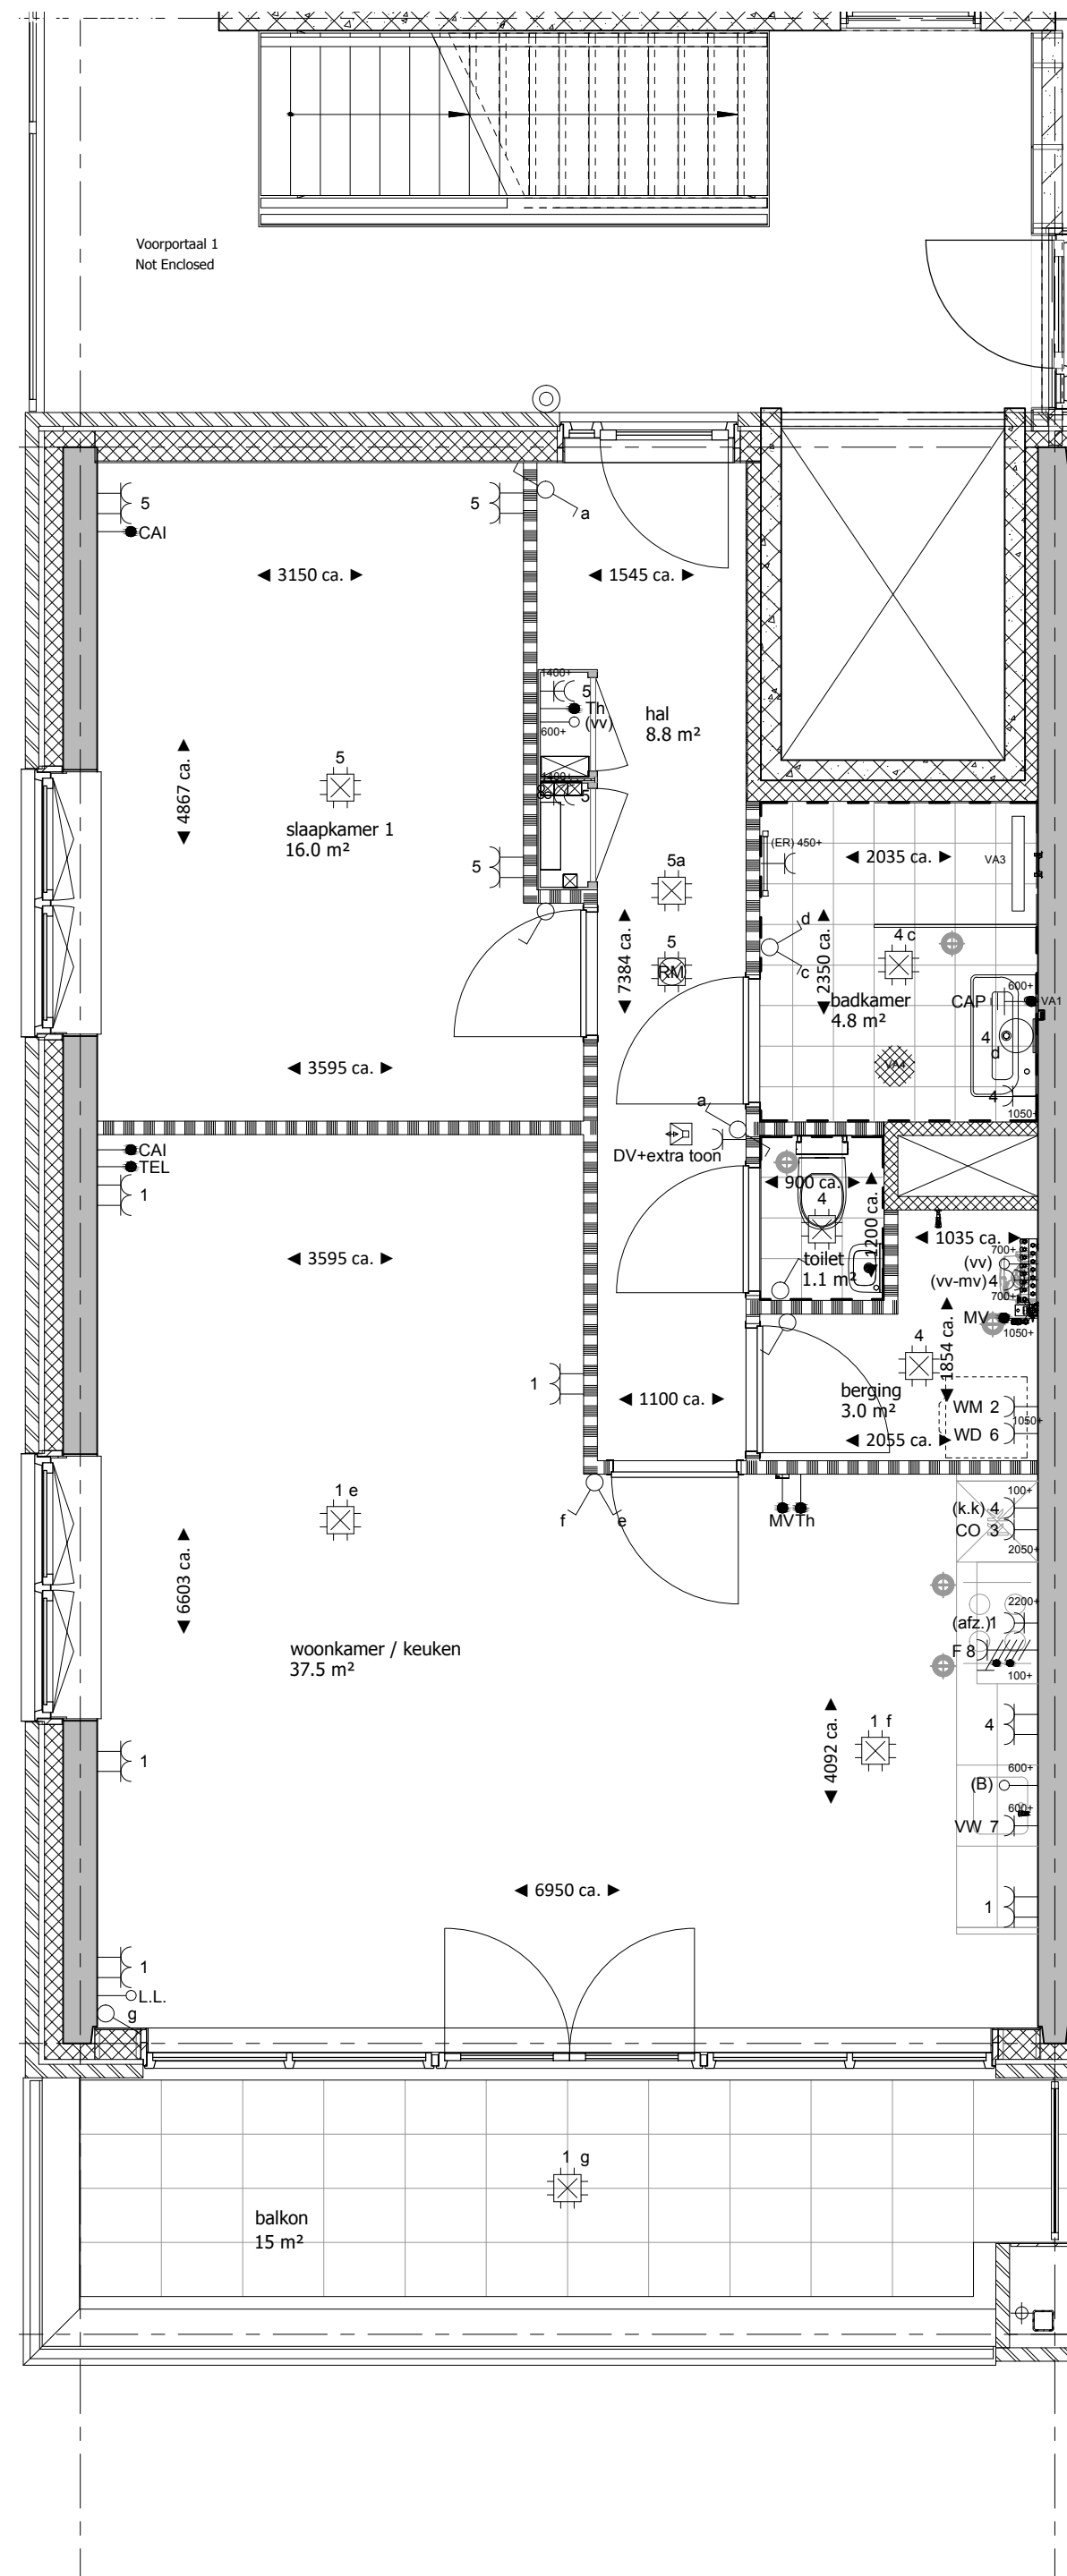 Voorportaal 1
Not Enclosed
5
CAI
5
a
◄ 3150 ca. ►
◄ 1545 ca. ►
1400+
5
Th
(vv)
600+
1400+
5
hal
8.8 m²
◄ 4867 ca. ►
5
slaapkamer 1
16.0 m²
5
5a
5
RM
◄ 7384 ca. ►
(ER) 450+
◄ 2035 ca. ►
VA3
d
c
◄ 2350 ca. ►
4 c
badkamer
4.8 m²
600+
CAP
VA1
4
d
VA4
4
1050+
◄ 3595 ca. ►
a
DV+extra toon
CAI
TEL
1
◄ 3595 ca. ►
◄ 900 ca. ►
4
◄ 1200 ca. ►
toilet
1.1 m²
◄ 1035 ca. ►
700+
(vv)
(vv-mv) 4
700+
MV
1050+
4
◄ 1854 ca. ►
berging
3.0 m²
WM 2
1050+
WD 6
◄ 2055 ca. ►
1
◄ 1100 ca. ►
f
e
MV Th
100+
(k.k) 4
CO 3
2050+
1 e
◄ 6603 ca. ►
2200+
(afz.) 1
F 8
100+
woonkamer / keuken
37.5 m²
4
1 f
◄ 4092 ca. ►
1
600+
(B)
600+
VW 7
◄ 6950 ca. ►
1
1
L.L.
g
1 g
balkon
15 m²